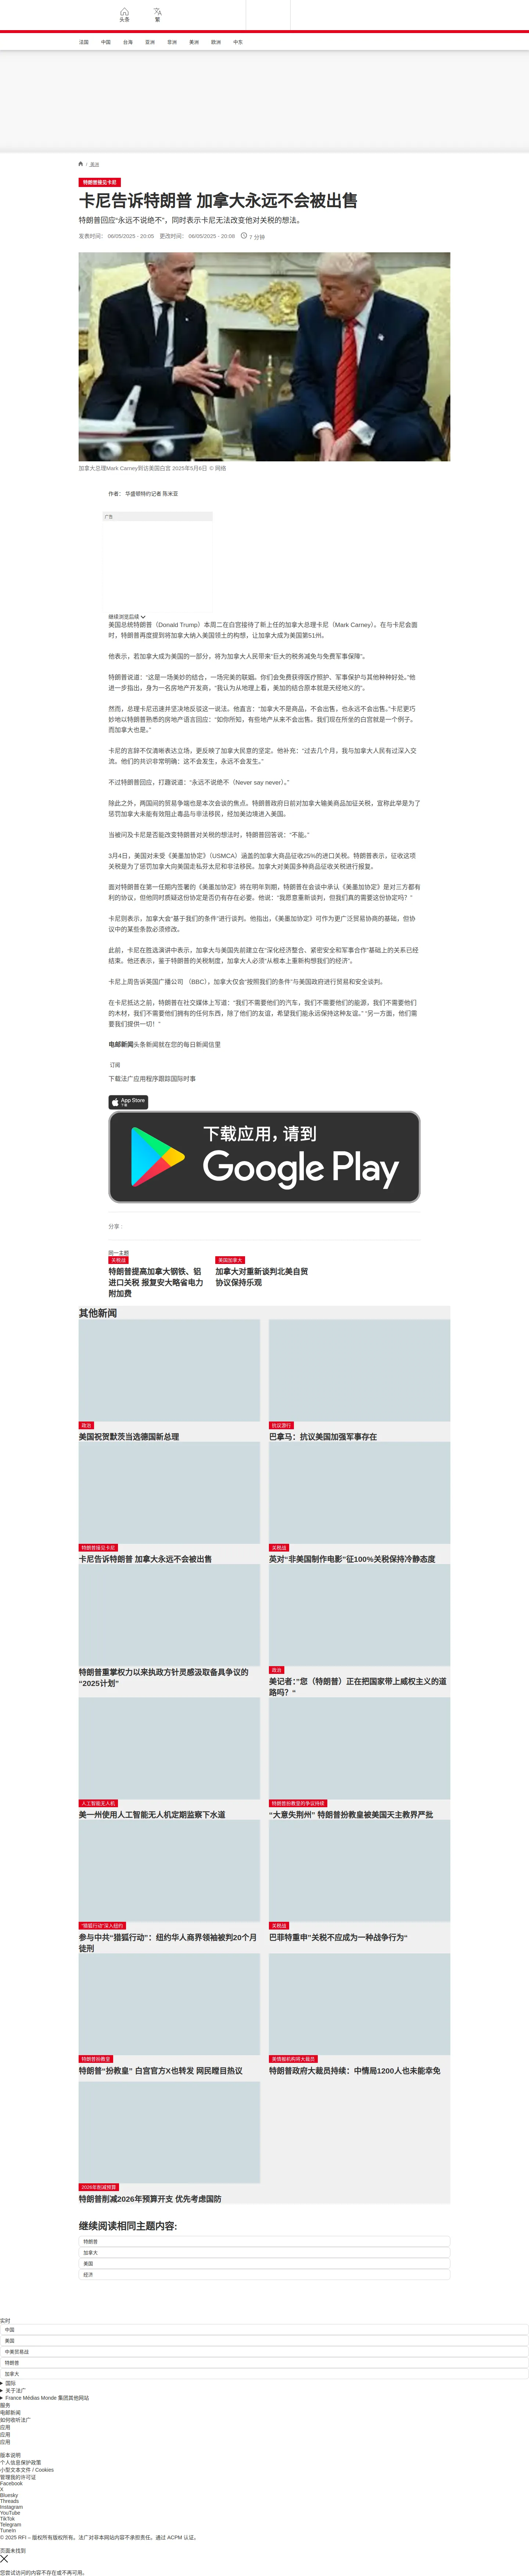 头条
繁
法国 中国 台海 亚洲 非洲 美洲 欧洲 中东
/ 美洲
特朗普接见卡尼
卡尼告诉特朗普 加拿大永远不会被出售
特朗普回应“永远不说绝不”，同时表示卡尼无法改变他对关税的想法。
发表时间： 06/05/2025 - 20:05 更改时间： 06/05/2025 - 20:08 7 分钟
加拿大总理Mark Carney到访美国白宫 2025年5月6日 © 网络
作者： 华盛顿特约记者 陈米亚
广告
继续浏览后续
美国总统特朗普（Donald Trump）本周二在白宫接待了新上任的加拿大总理卡尼（Mark Carney）。在与卡尼会面
时，特朗普再度提到将加拿大纳入美国领土的构想，让加拿大成为美国第51州。
他表示，若加拿大成为美国的一部分，将为加拿大人民带来“巨大的税务减免与免费军事保障”。
特朗普说道：“这是一场美妙的结合，一场完美的联姻。你们会免费获得医疗照护、军事保护与其他种种好处。”他
进一步指出，身为一名房地产开发商，“我认为从地理上看，美加的结合原本就是天经地义的”。
然而，总理卡尼迅速并坚决地反驳这一说法。他直言：“加拿大不是商品，不会出售，也永远不会出售。”卡尼更巧
妙地以特朗普熟悉的房地产语言回应：“如你所知，有些地产从来不会出售。我们现在所坐的白宫就是一个例子。
而加拿大也是。”
卡尼的言辞不仅清晰表达立场，更反映了加拿大民意的坚定。他补充：“过去几个月，我与加拿大人民有过深入交
流。他们的共识非常明确：这不会发生，永远不会发生。”
不过特朗普回应，打趣说道：“永远不说绝不（Never say never）。”
除此之外，两国间的贸易争端也是本次会谈的焦点。特朗普政府日前对加拿大输美商品加征关税，宣称此举是为了
惩罚加拿大未能有效阻止毒品与非法移民，经加美边境进入美国。
当被问及卡尼是否能改变特朗普对关税的想法时，特朗普回答说：“不能。”
3月4日，美国对未受《美墨加协定》（USMCA）涵盖的加拿大商品征收25%的进口关税。特朗普表示，征收这项
关税是为了惩罚加拿大向美国走私芬太尼和非法移民。加拿大对美国多种商品征收关税进行报复。
面对特朗普在第一任期内签署的《美墨加协定》将在明年到期，特朗普在会谈中承认《美墨加协定》是对三方都有
利的协议，但他同时质疑这份协定是否仍有存在必要。他说：“我愿意重新谈判，但我们真的需要这份协定吗？”
卡尼则表示，加拿大会“基于我们的条件”进行谈判。他指出，《美墨加协定》可作为更广泛贸易协商的基础，但协
议中的某些条款必须修改。
此前，卡尼在胜选演讲中表示，加拿大与美国先前建立在“深化经济整合、紧密安全和军事合作”基础上的关系已经
结束。他还表示，鉴于特朗普的关税制度，加拿大人必须“从根本上重新构想我们的经济”。
卡尼上周告诉英国广播公司（BBC），加拿大仅会“按照我们的条件”与美国政府进行贸易和安全谈判。
在卡尼抵达之前，特朗普在社交媒体上写道：“我们不需要他们的汽车，我们不需要他们的能源，我们不需要他们
的木材，我们不需要他们拥有的任何东西，除了他们的友谊，希望我们能永远保持这种友谊。” “另一方面，他们需
要我们提供一切！”
电邮新闻头条新闻就在您的每日新闻信里
订阅
下载法广应用程序跟踪国际时事
App Store
下载
下载应用，请到
Google Play
分享 :
同一主题
关税战
特朗普提高加拿大钢铁、铝进口关税 报复安大略省电力附加费
美国加拿大
加拿大对重新谈判北美自贸协议保持乐观
其他新闻
政治
美国祝贺默茨当选德国新总理
抗议游行
巴拿马：抗议美国加强军事存在
特朗普接见卡尼
卡尼告诉特朗普 加拿大永远不会被出售
关税战
英对“非美国制作电影”征100%关税保持冷静态度
特朗普重掌权力以来执政方针灵感汲取备具争议的“2025计划”
政治
美记者：”您（特朗普）正在把国家带上威权主义的道路吗？“
人工智能无人机
美一州使用人工智能无人机定期监察下水道
特朗普扮教皇的争议持续
“大意失荆州” 特朗普扮教皇被美国天主教界严批
“猎狐行动”深入纽约
参与中共“猎狐行动”：纽约华人商界领袖被判20个月徒刑
关税战
巴菲特重申”关税不应成为一种战争行为“
特朗普扮教皇
特朗普“扮教皇” 白宫官方X也转发 网民瞠目热议
美情报机构将大裁员
特朗普政府大裁员持续：中情局1200人也未能幸免
2026年削减预算
特朗普削减2026年预算开支 优先考虑国防
继续阅读相同主题内容:
特朗普
加拿大
美国
经济
实时
中国
美国
中美贸易战
特朗普
加拿大
国际
关于法广
France Médias Monde 集团其他网站
服务
电邮新闻
如何收听法广
应用
应用
应用
版本说明
个人信息保护政策
小型文本文件 / Cookies
管理我的许可证
Facebook
X
Bluesky
Threads
Instagram
YouTube
TikTok
Telegram
TuneIn
© 2025 RFI – 版权所有版权所有。法广对非本网站内容不承担责任。通过 ACPM 认证。
页面未找到
您尝试访问的内容不存在或不再可用。